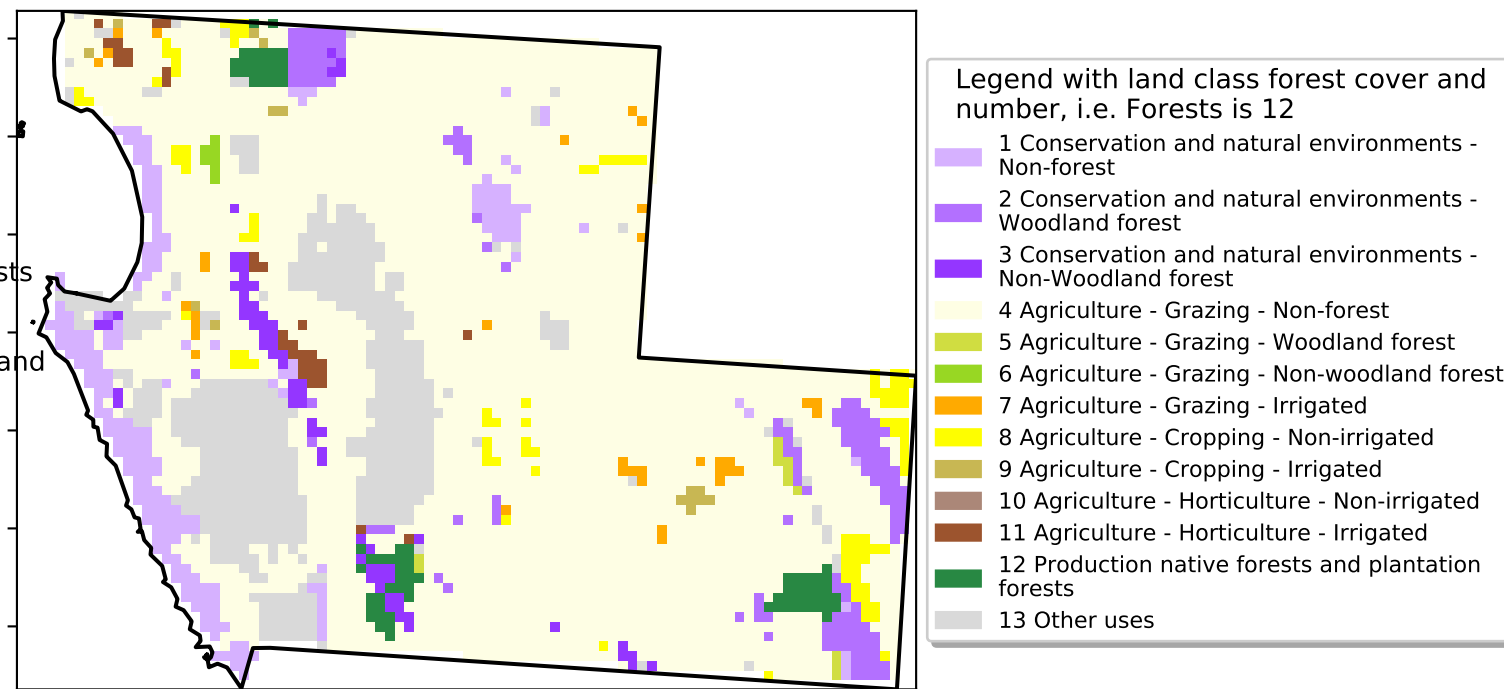 Legend with land class forest cover and
number, i.e. Forests is 12
1 Conservation and natural environments -
Non-forest
2 Conservation and natural environments -
Woodland forest
3 Conservation and natural environments -
Non-Woodland forest
4 Agriculture - Grazing - Non-forest
5 Agriculture - Grazing - Woodland forest
6 Agriculture - Grazing - Non-woodland forest
7 Agriculture - Grazing - Irrigated
8 Agriculture - Cropping - Non-irrigated
9 Agriculture - Cropping - Irrigated
10 Agriculture - Horticulture - Non-irrigated
11 Agriculture - Horticulture - Irrigated
12 Production native forests and plantation
forests
13 Other uses
sts
and